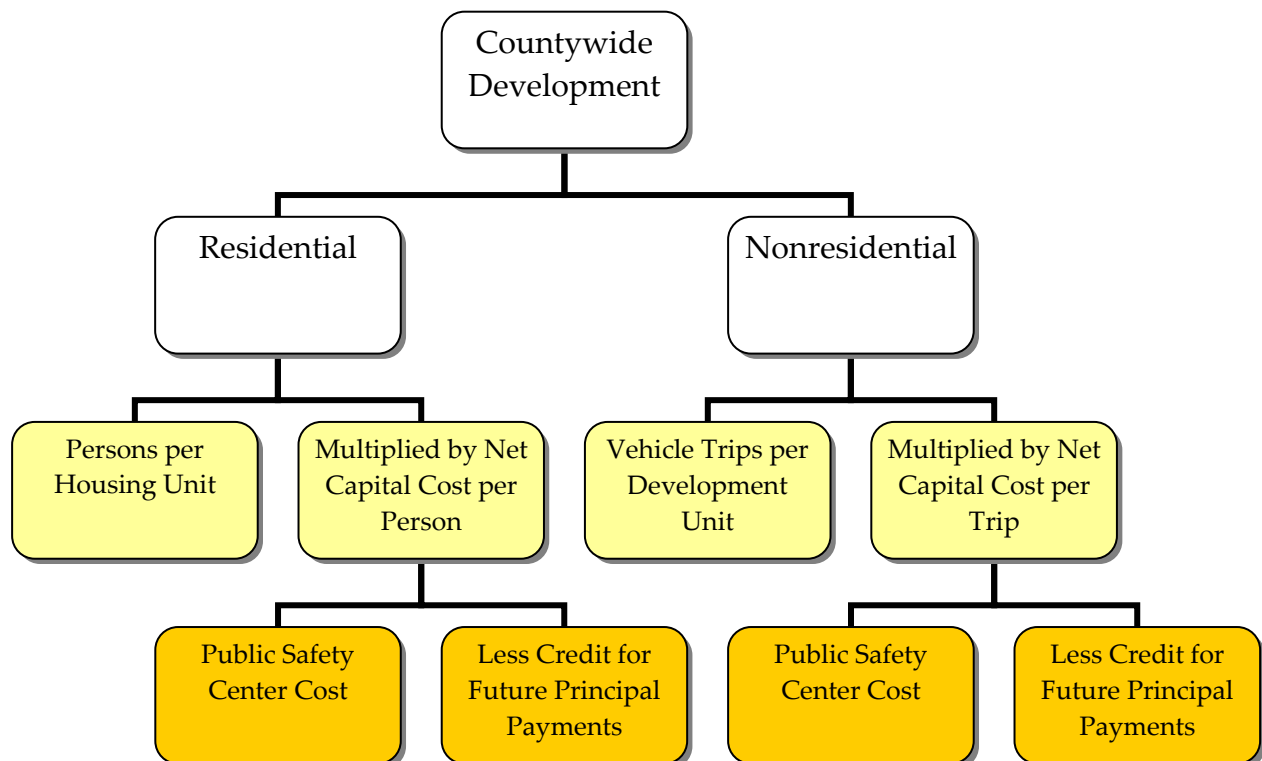 Countywide
Development
Residential
Nonresidential
Persons per
Housing Unit
Multiplied by Net
Capital Cost per
Person
Vehicle Trips per
Development
Unit
Multiplied by Net
Capital Cost per
Trip
Public Safety
Center Cost
Less Credit for
Future Principal
Payments
Public Safety
Center Cost
Less Credit for
Future Principal
Payments